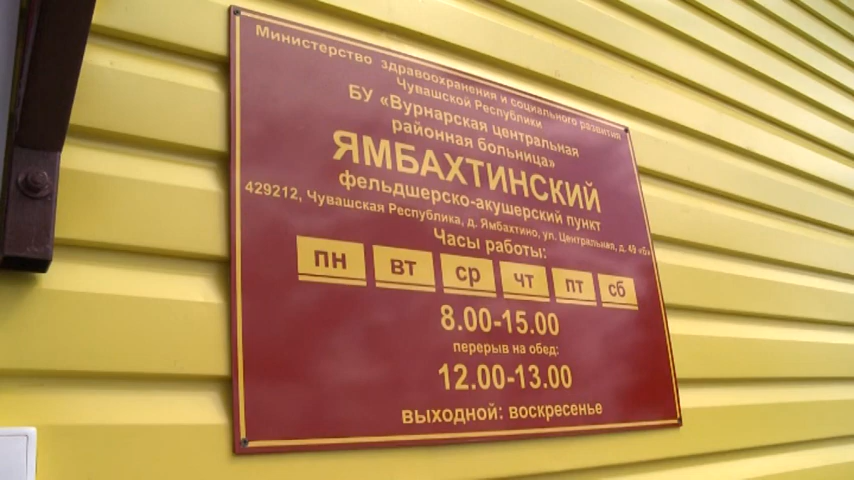 Министерство здравоохранения и социального развития
Чувашской Республики
БУ «Вурнарская центральная
районная больница»
ЯМБАХТИНСКИЙ
фельдшерско-акушерский пункт
429212, Чувашская Республика, д. Ямбахтино, ул. Центральная, д. 49 «б»
Часы работы:
пн вт ср чт пт сб
8.00-15.00
перерыв на обед:
12.00-13.00
выходной: воскресенье